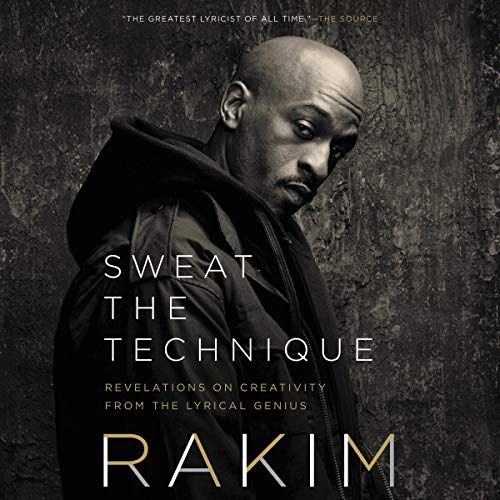 "THE GREATEST LYRICIST OF ALL TIME."—THE SOURCE
SWEAT
THE
TECHNIQUE
REVELATIONS ON CREATIVITY
FROM THE LYRICAL GENIUS
RAKIM